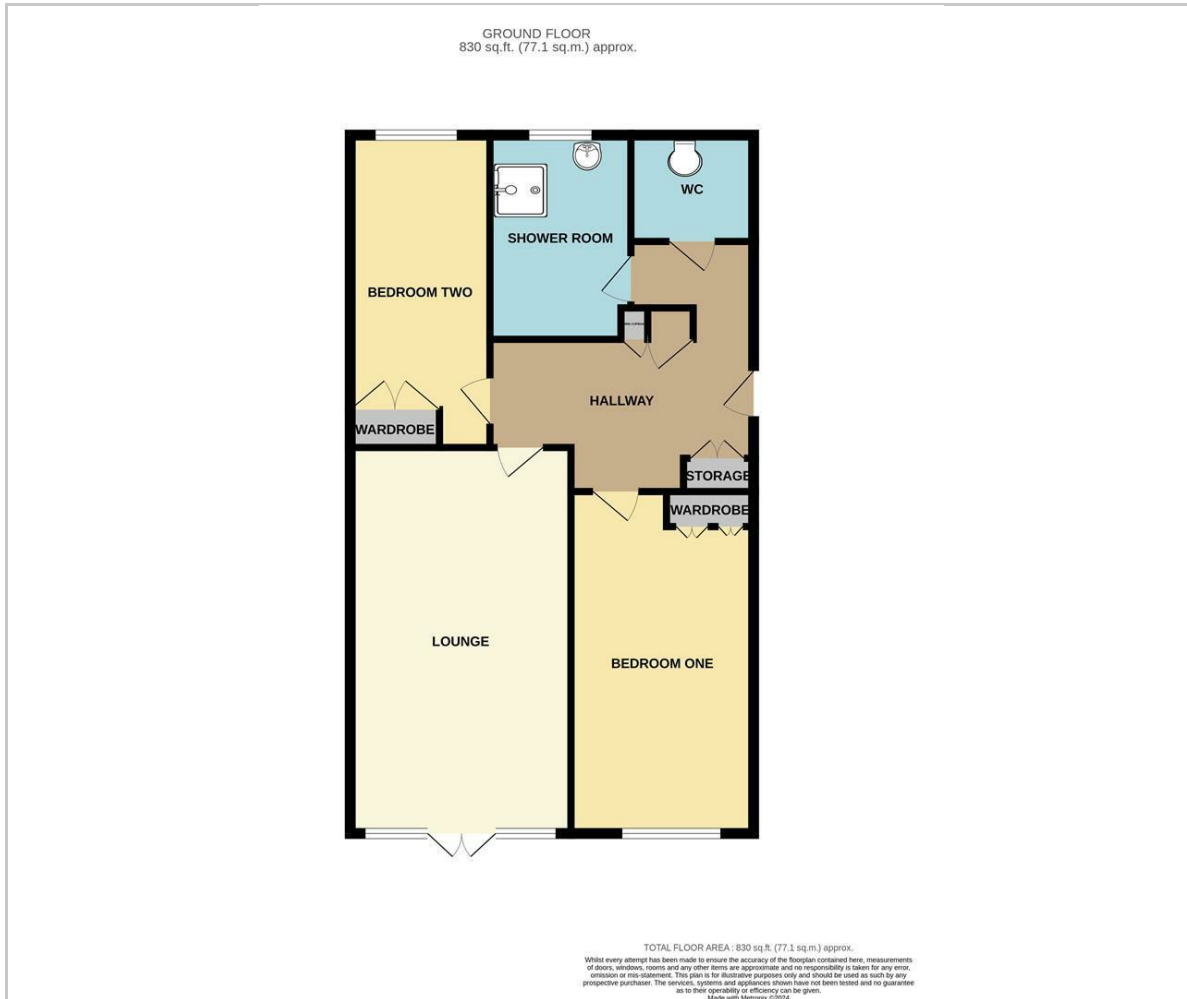 GROUND FLOOR
830 sq.ft. (77.1 sq.m.) approx.
WC
SHOWER ROOM
BEDROOM TWO
HALLWAY
WARDROBE
STORAGE
WARDROBE
LOUNGE
BEDROOM ONE
TOTAL FLOOR AREA : 830 sq.ft. (77.1 sq.m.) approx.
Whilst every attempt has been made to ensure the accuracy of the floorplan contained here, measurements
of doors, windows, rooms and any other items are approximate and no responsibility is taken for any error,
omission or mis-statement. This plan is for illustrative purposes only and should be used as such by any
prospective purchaser. The services, systems and appliances shown have not been tested and no guarantee
as to their operability or efficiency can be given.
Made with Metropix ©2024